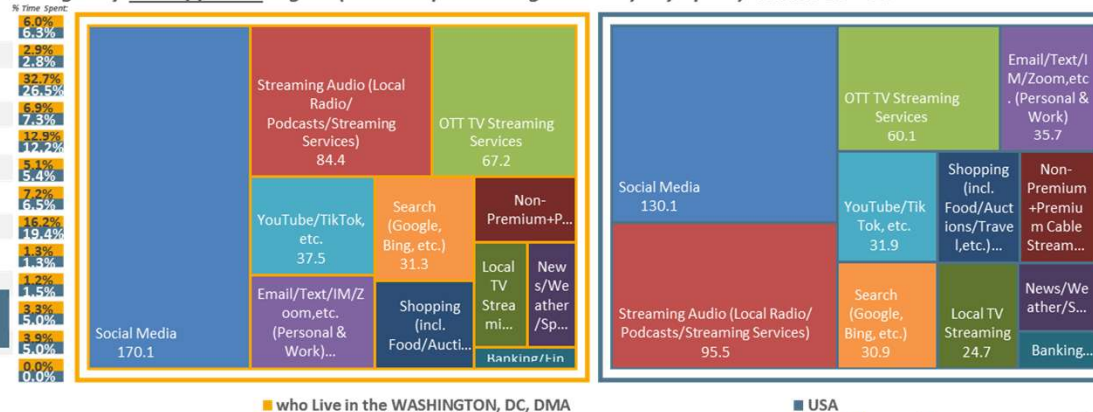 % Time Spent:
6.0%
6.3%
2.9%
2.8%
32.7%
26.5%
6.9%
7.3%
12.9%
12.2%
5.1%
5.4%
7.2%
6.5%
16.2%
19.4%
1.3%
1.3%
1.2%
1.5%
3.3%
5.0%
3.9%
5.0%
0.0%
0.0%
Social Media
170.1
Streaming Audio (Local
Radio/
Podcasts/Streaming
Services)
84.4
OTT TV Streaming
Services
67.2
YouTube/TikTok,
etc.
37.5
Search
(Google,
Bing, etc.)
31.3
Non-
Premium+P...
Email/Text/IM/Z
oom,etc.
(Personal &
Work)...
Shopping
(incl.
Food/Aucti...
Local
TV
Strea
mi...
New
s/We
ather
/Sp...
Banking/Fin
Social Media
130.1
Streaming Audio (Local Radio/
Podcasts/Streaming Services)
95.5
OTT TV Streaming
Services
60.1
Email/Text/I
M/Zoom,etc
. (Personal &
Work)
35.7
YouTube/Tik
Tok, etc.
31.9
Shopping
(incl.
Food/Auct
ions/Trave
l,etc.)...
Non-
Premium
+Premiu
m Cable
Stream...
Search
(Google,
Bing, etc.)
30.9
Local TV
Streaming
24.7
News/We
ather/S...
Banking...
who Live in the WASHINGTON, DC, DMA
USA